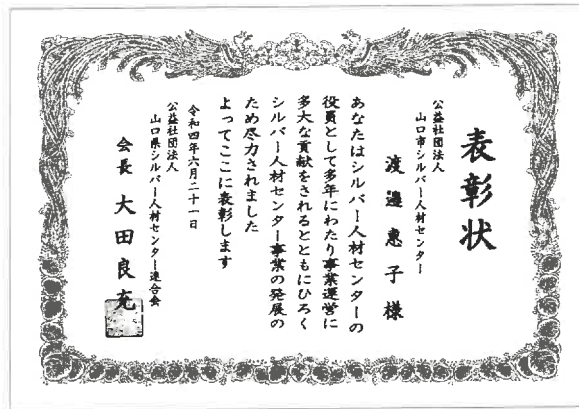 表彰状
公益社団法人
山口市シルバー人材センター
渡邉恵子様
あなたはシルバー人材センターの
役員として多年にわたり事業運営に
多大な貢献をされるとともにひろく
シルバー人材センター事業の発展の
ため尽力されました
よってここに表彰します
令和四年六月二十一日
公益社団法人
山口県シルバー人材センター連合会
会長 大田良充